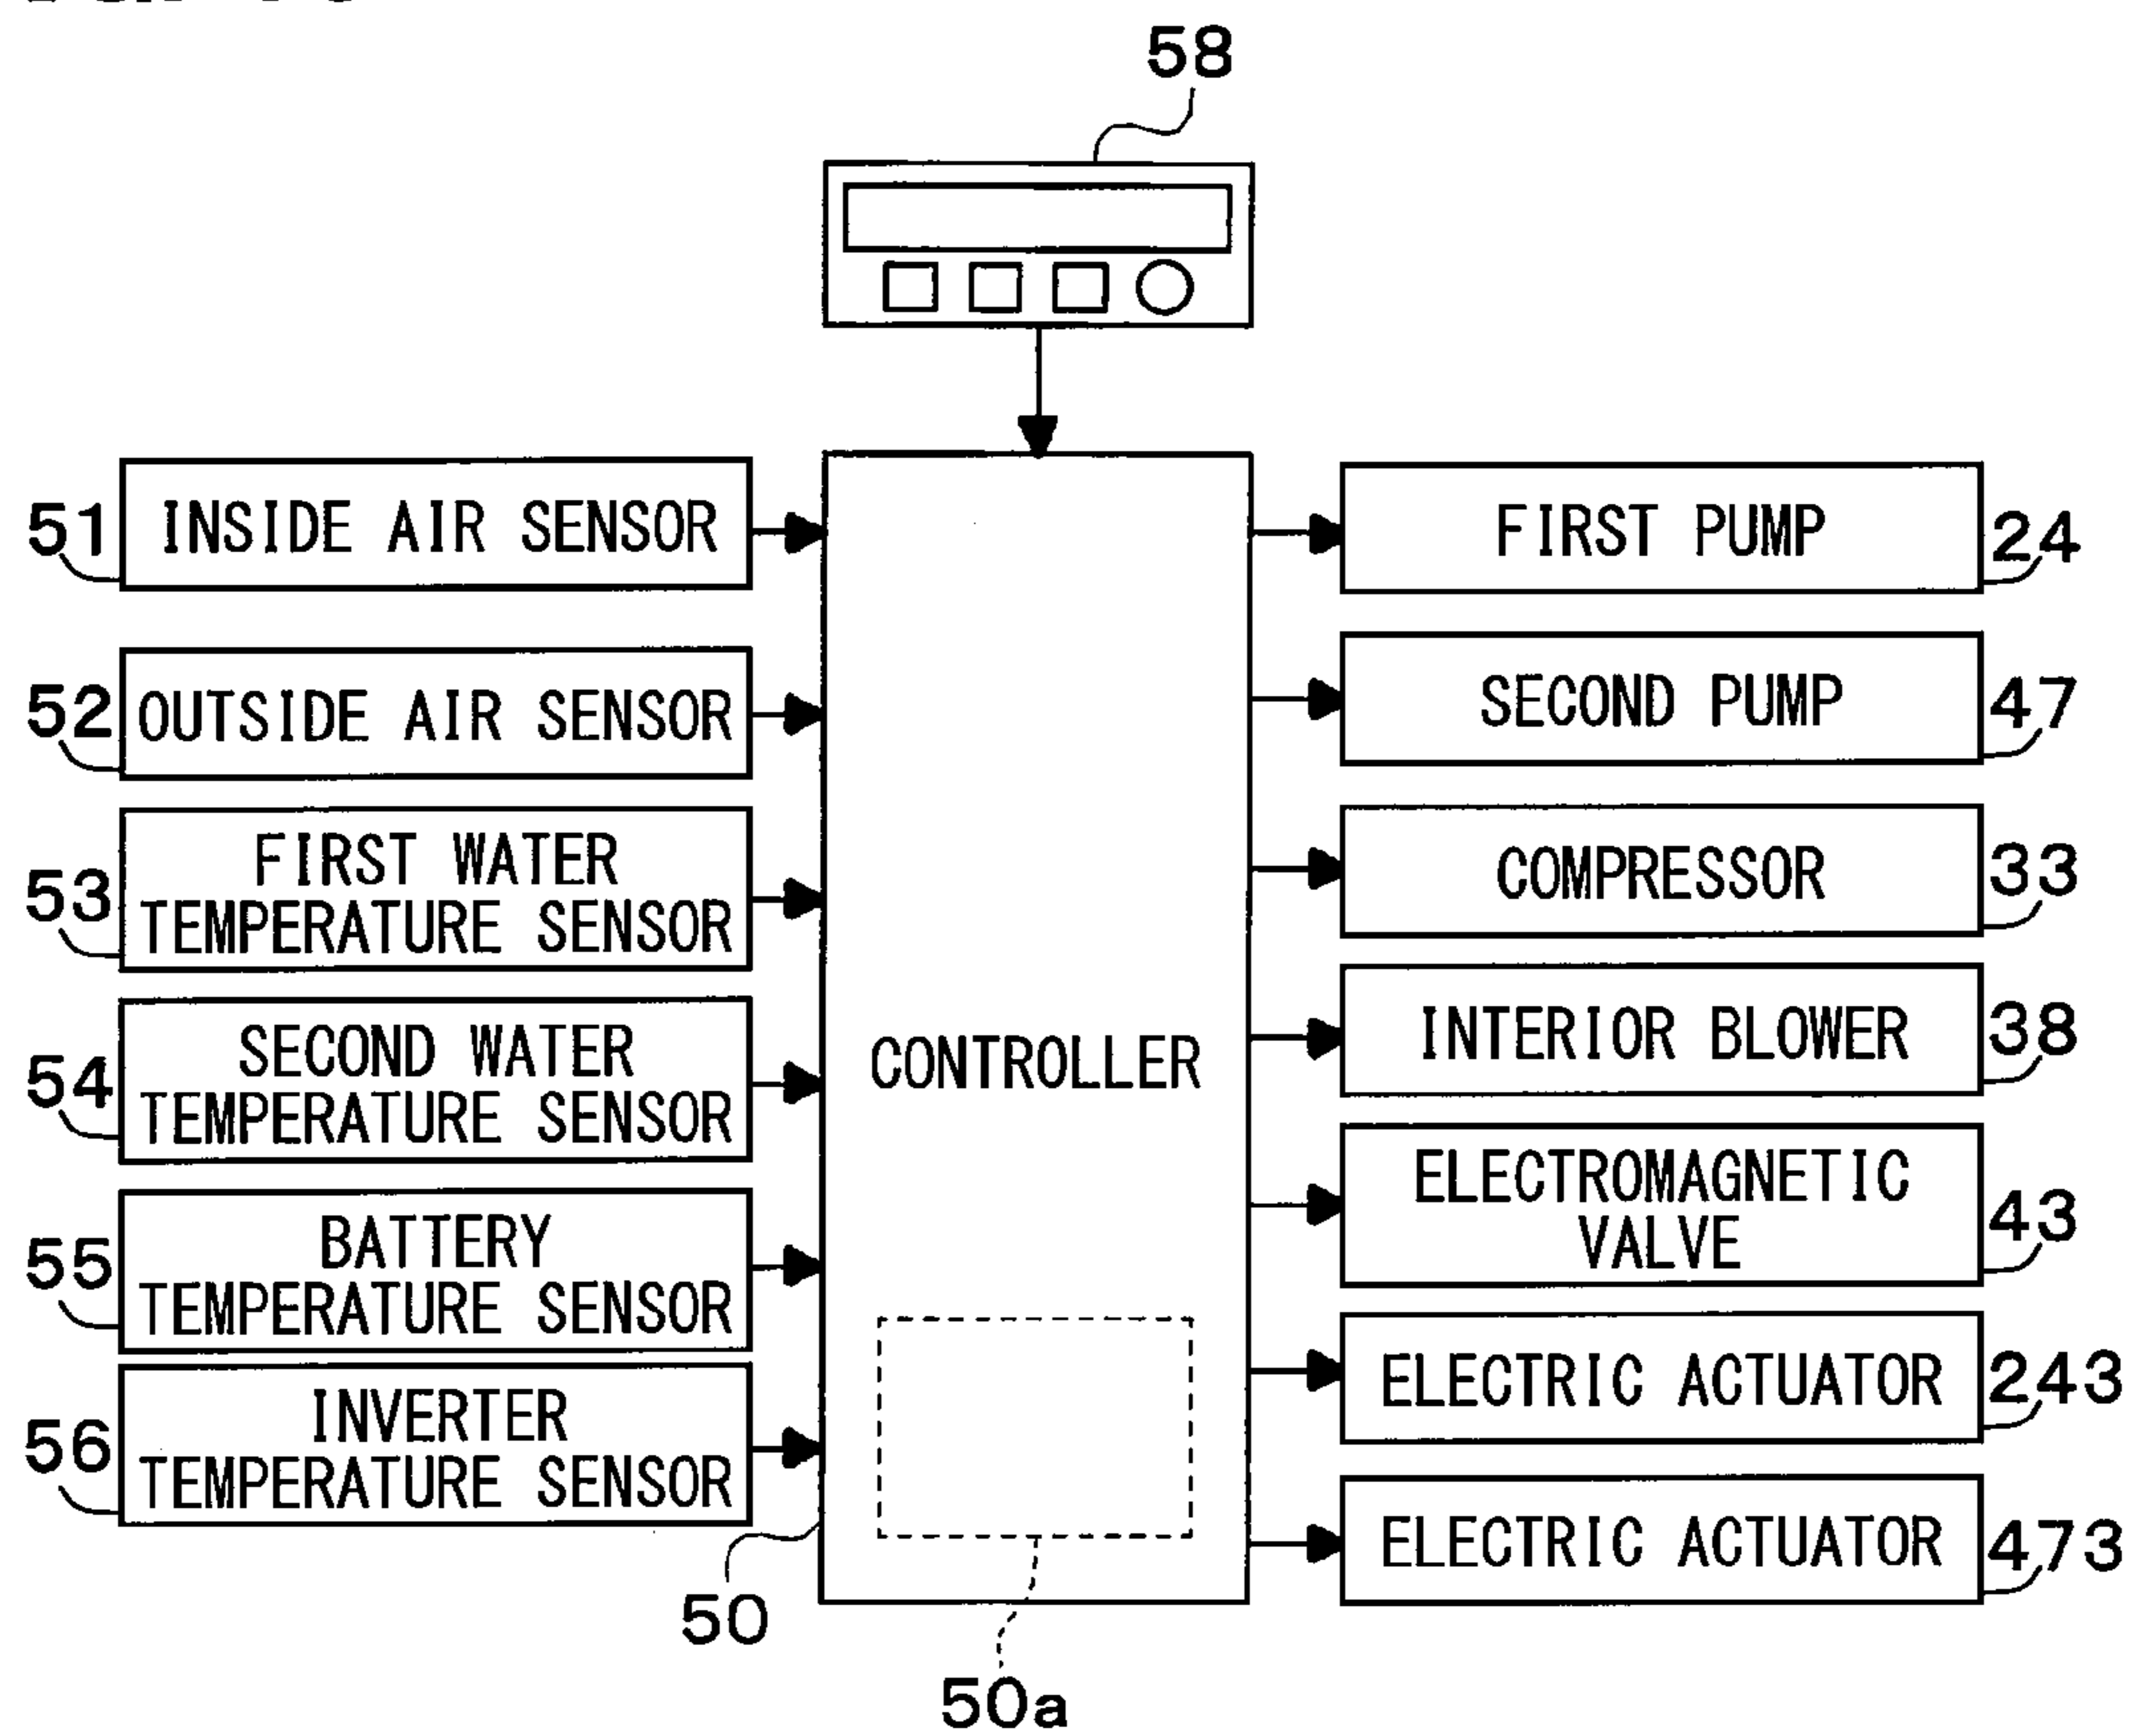 58
51
INSIDE AIR SENSOR
52
OUTSIDE AIR SENSOR
53
FIRST WATER
TEMPERATURE SENSOR
54
SECOND WATER
TEMPERATURE SENSOR
55
BATTERY
TEMPERATURE SENSOR
56
INVERTER
TEMPERATURE SENSOR
CONTROLLER
50
50a
FIRST PUMP
24
SECOND PUMP
47
COMPRESSOR
33
INTERIOR BLOWER
38
ELECTROMAGNETIC
VALVE
43
ELECTRIC ACTUATOR
243
ELECTRIC ACTUATOR
473